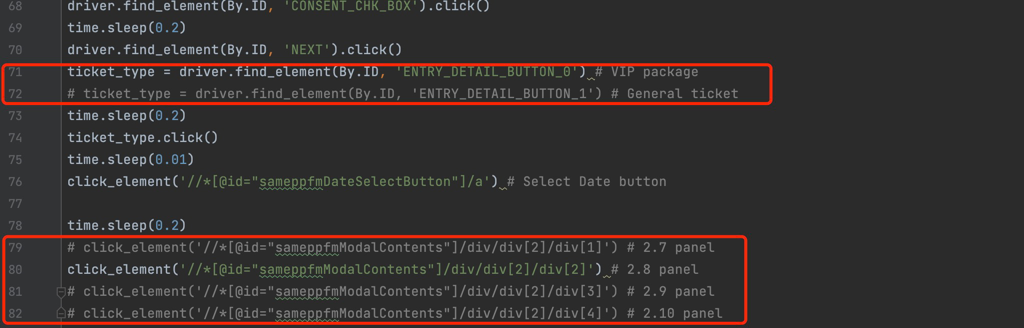 68 driver.find_element(By.ID, 'CONSENT_CHK_BOX').click()
69 time.sleep(0.2)
70 driver.find_element(By.ID, 'NEXT').click()
71 ticket_type = driver.find_element(By.ID, 'ENTRY_DETAIL_BUTTON_0') # VIP package
72 # ticket_type = driver.find_element(By.ID, 'ENTRY_DETAIL_BUTTON_1') # General ticket
73 time.sleep(0.2)
74 ticket_type.click()
75 time.sleep(0.01)
76 click_element('//*[@id="sameppfmDateSelectButton"]/a') # Select Date button
77
78 time.sleep(0.2)
79 # click_element('//*[@id="sameppfmModalContents"]/div/div[2]/div[1]') # 2.7 panel
80 click_element('//*[@id="sameppfmModalContents"]/div/div[2]/div[2]') # 2.8 panel
81 # click_element('//*[@id="sameppfmModalContents"]/div/div[2]/div[3]') # 2.9 panel
82 # click_element('//*[@id="sameppfmModalContents"]/div/div[2]/div[4]') # 2.10 panel